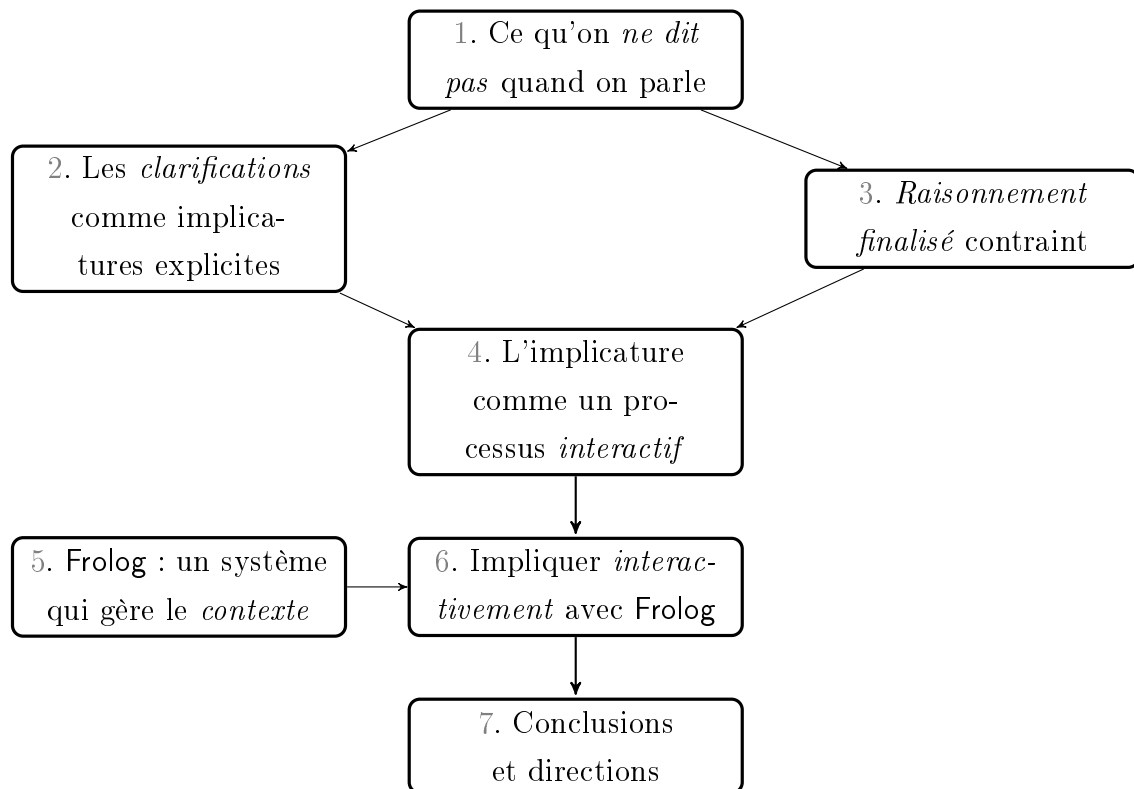 1. Ce qu'on ne dit
pas quand on parle
2. Les clarifications
comme implica-
tures explicites
3. Raisonnement
finalisé contraint
4. L'implicature
comme un pro-
cessus interactif
5. Frolog : un système
qui gère le contexte
6. Impliquer interac-
tivement avec Frolog
7. Conclusions
et directions